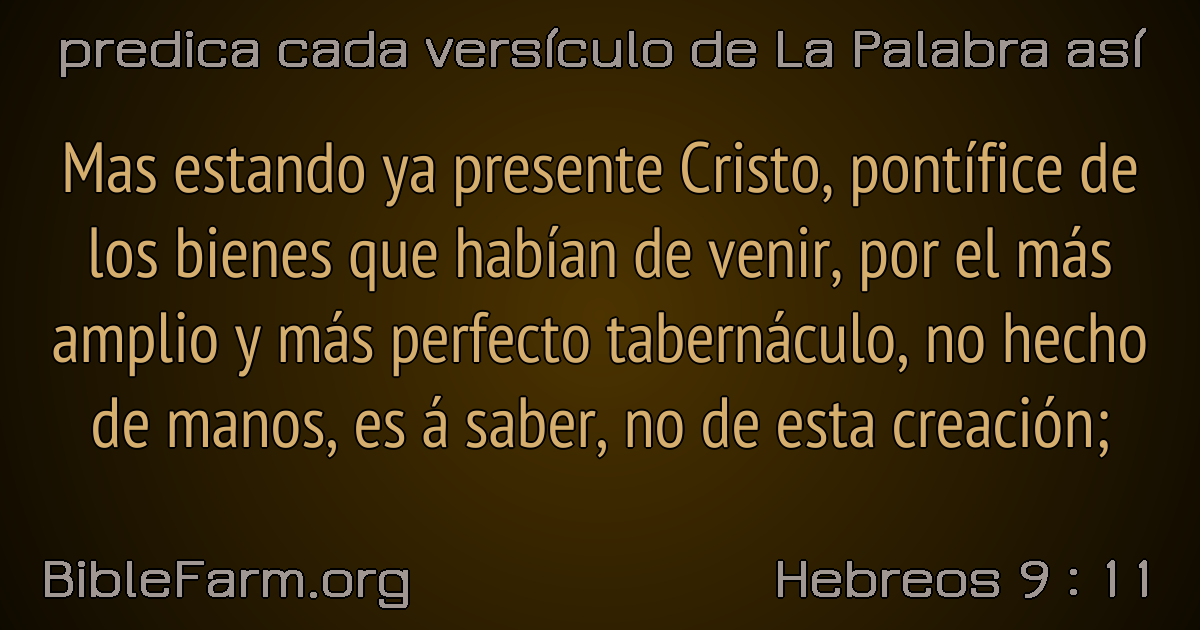 predica cada versículo de La Palabra así
Mas estando ya presente Cristo, pontífice de
los bienes que habían de venir, por el más
amplio y más perfecto tabernáculo, no hecho
de manos, es á saber, no de esta creación;
BibleFarm.org
Hebreos 9 : 11